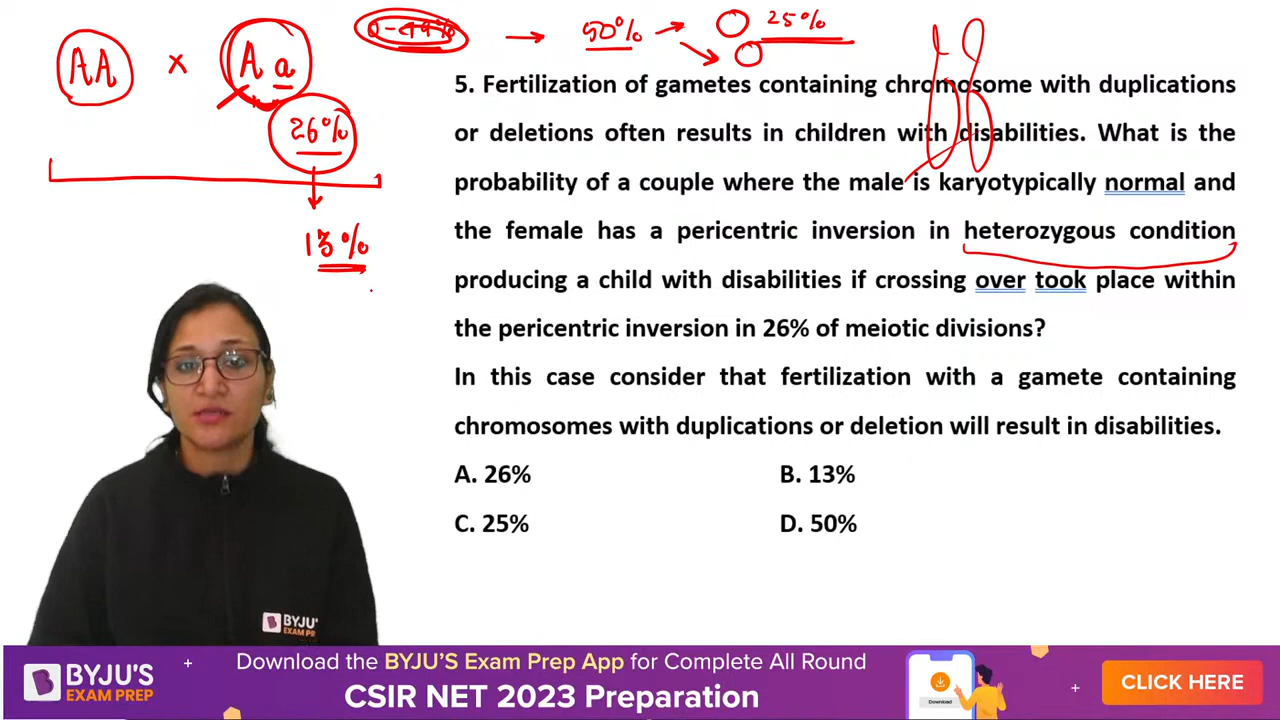 AA x A a
26%
13%
50% → 25%
5. Fertilization of gametes containing chromosome with duplications
or deletions often results in children with disabilities. What is the
probability of a couple where the male is karyotypically normal and
the female has a pericentric inversion in heterozygous condition
producing a child with disabilities if crossing over took place within
the pericentric inversion in 26% of meiotic divisions?
In this case consider that fertilization with a gamete containing
chromosomes with duplications or deletion will result in disabilities.
A. 26%
B. 13%
C. 25%
D. 50%
BYJU'
EXAM PR
BYJU'S
EXAM PREP
Download the BYJU'S Exam Prep App for Complete All Round
CSIR NET 2023 Preparation
Download
CLICK HERE